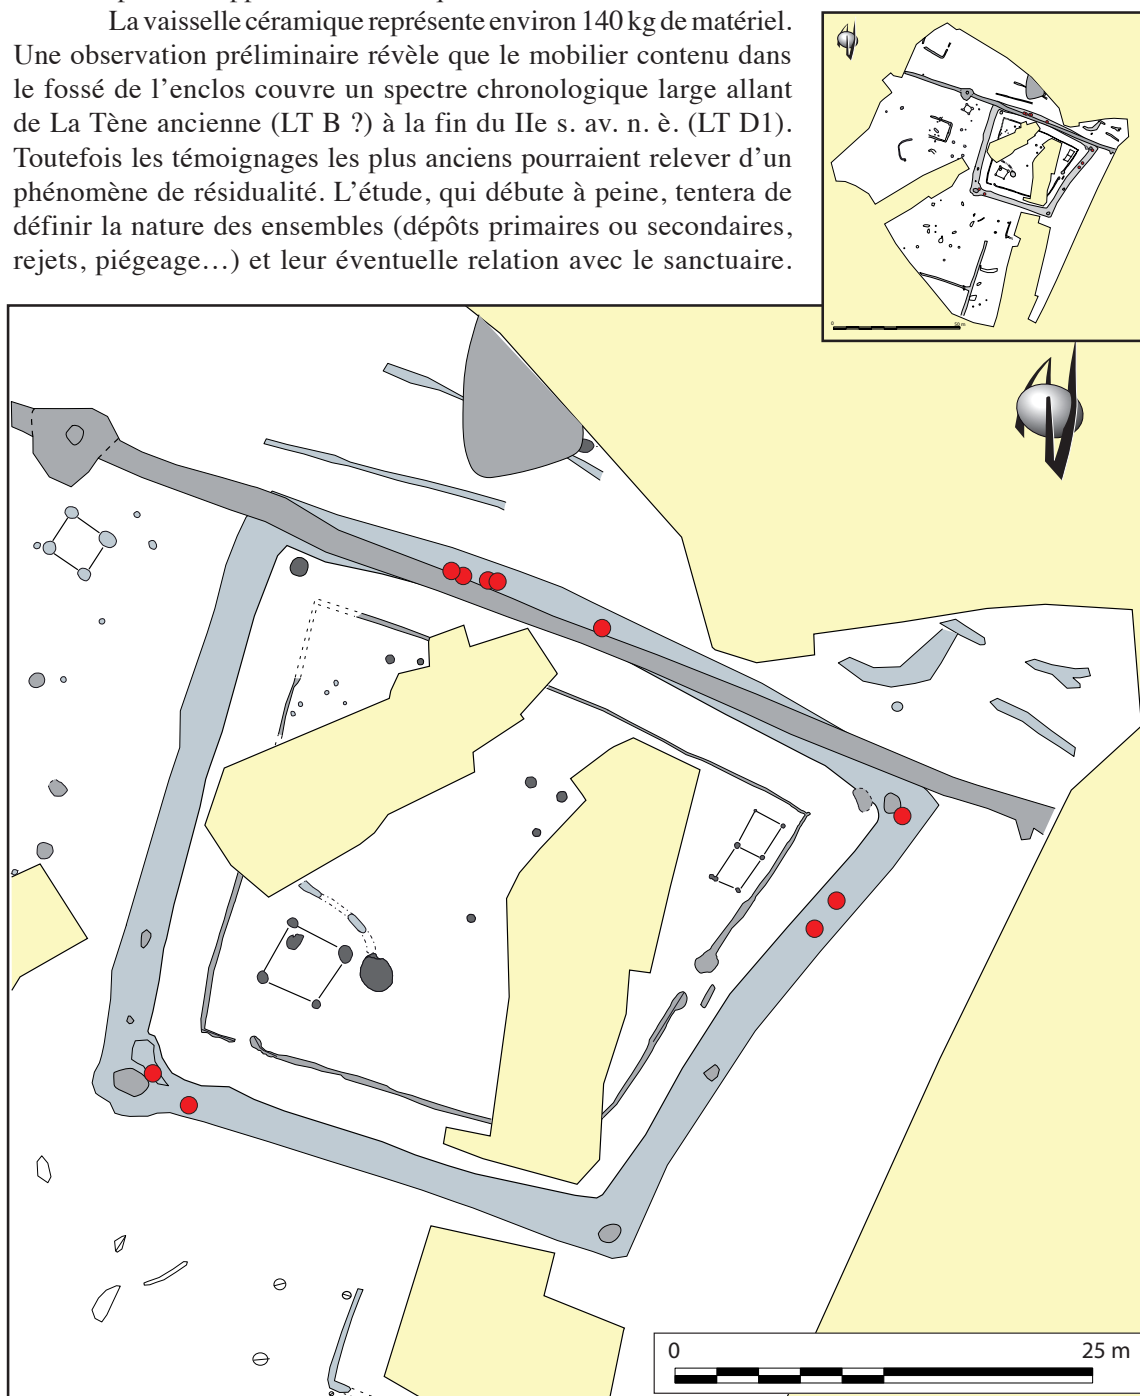 La vaisselle céramique représente environ 140 kg de matériel.
Une observation préliminaire révèle que le mobilier contenu dans
le fossé de l’enclos couvre un spectre chronologique large allant
de La Tène ancienne (LT B ?) à la fin du IIe s. av. n. è. (LT D1).
Toutefois les témoignages les plus anciens pourraient relever d’un
phénomène de résidualité. L’étude, qui débute à peine, tentera de
définir la nature des ensembles (dépôts primaires ou secondaires,
rejets, piégeage…) et leur éventuelle relation avec le sanctuaire.
0 50 m
0 25 m